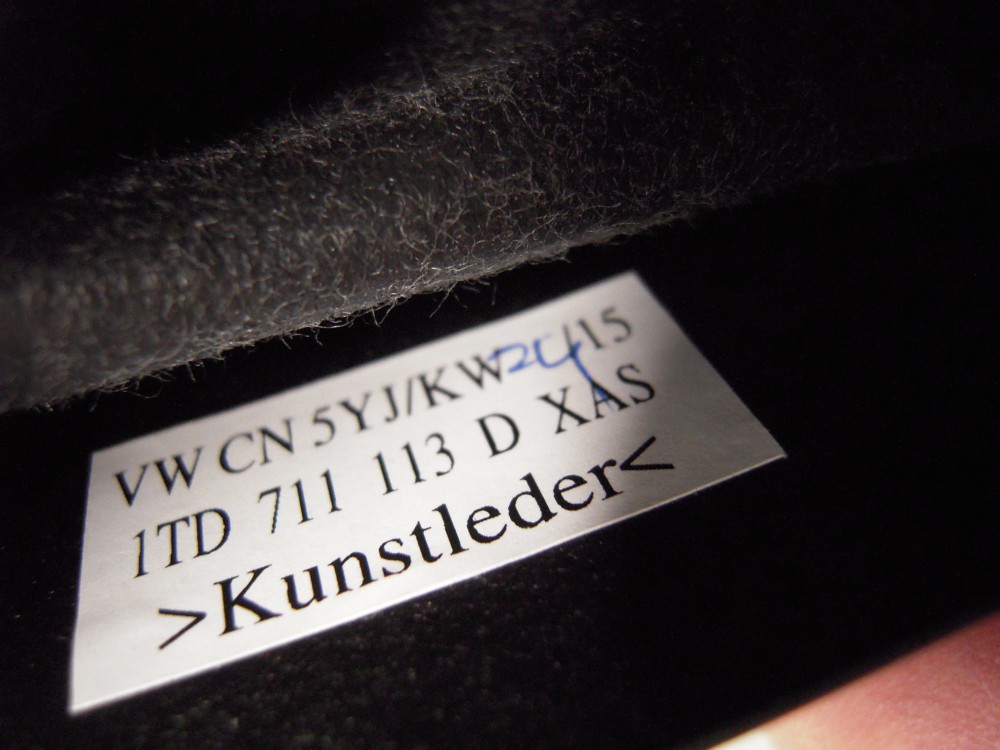 VW CN 5YJ/KW24/15
1TD 711 113 D XAS
>Kunstleder<